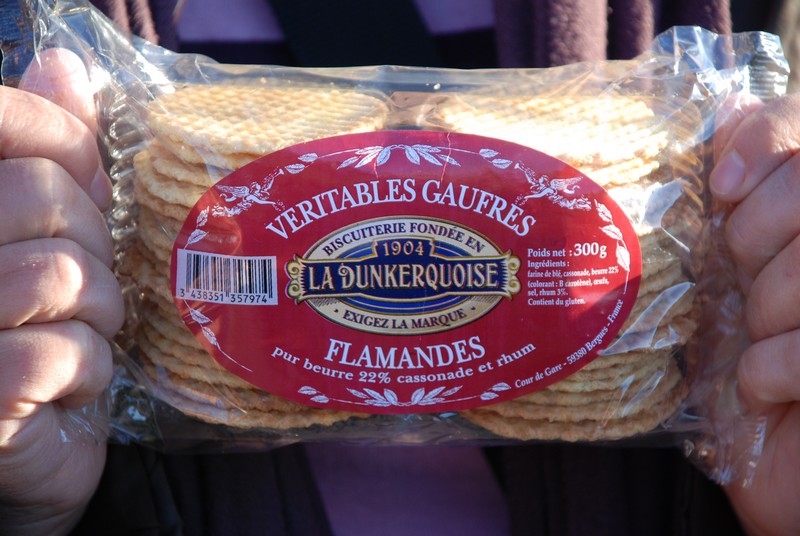 VERITABLES GAUFRES
BISCUITERIE FONDÉE EN
1904
LA DUNKERQUOISE
EXIGEZ LA MARQUE
3 438351 357974
Poids net : 300g
Ingrédients :
farine de blé, cassonade, beurre 22%
(colorant : B carotène), œufs,
sel, rhum 3%.
Contient du gluten.
FLAMANDES
pur beurre 22% cassonade et rhum
Cour de Gare - 59380 Bergues - France